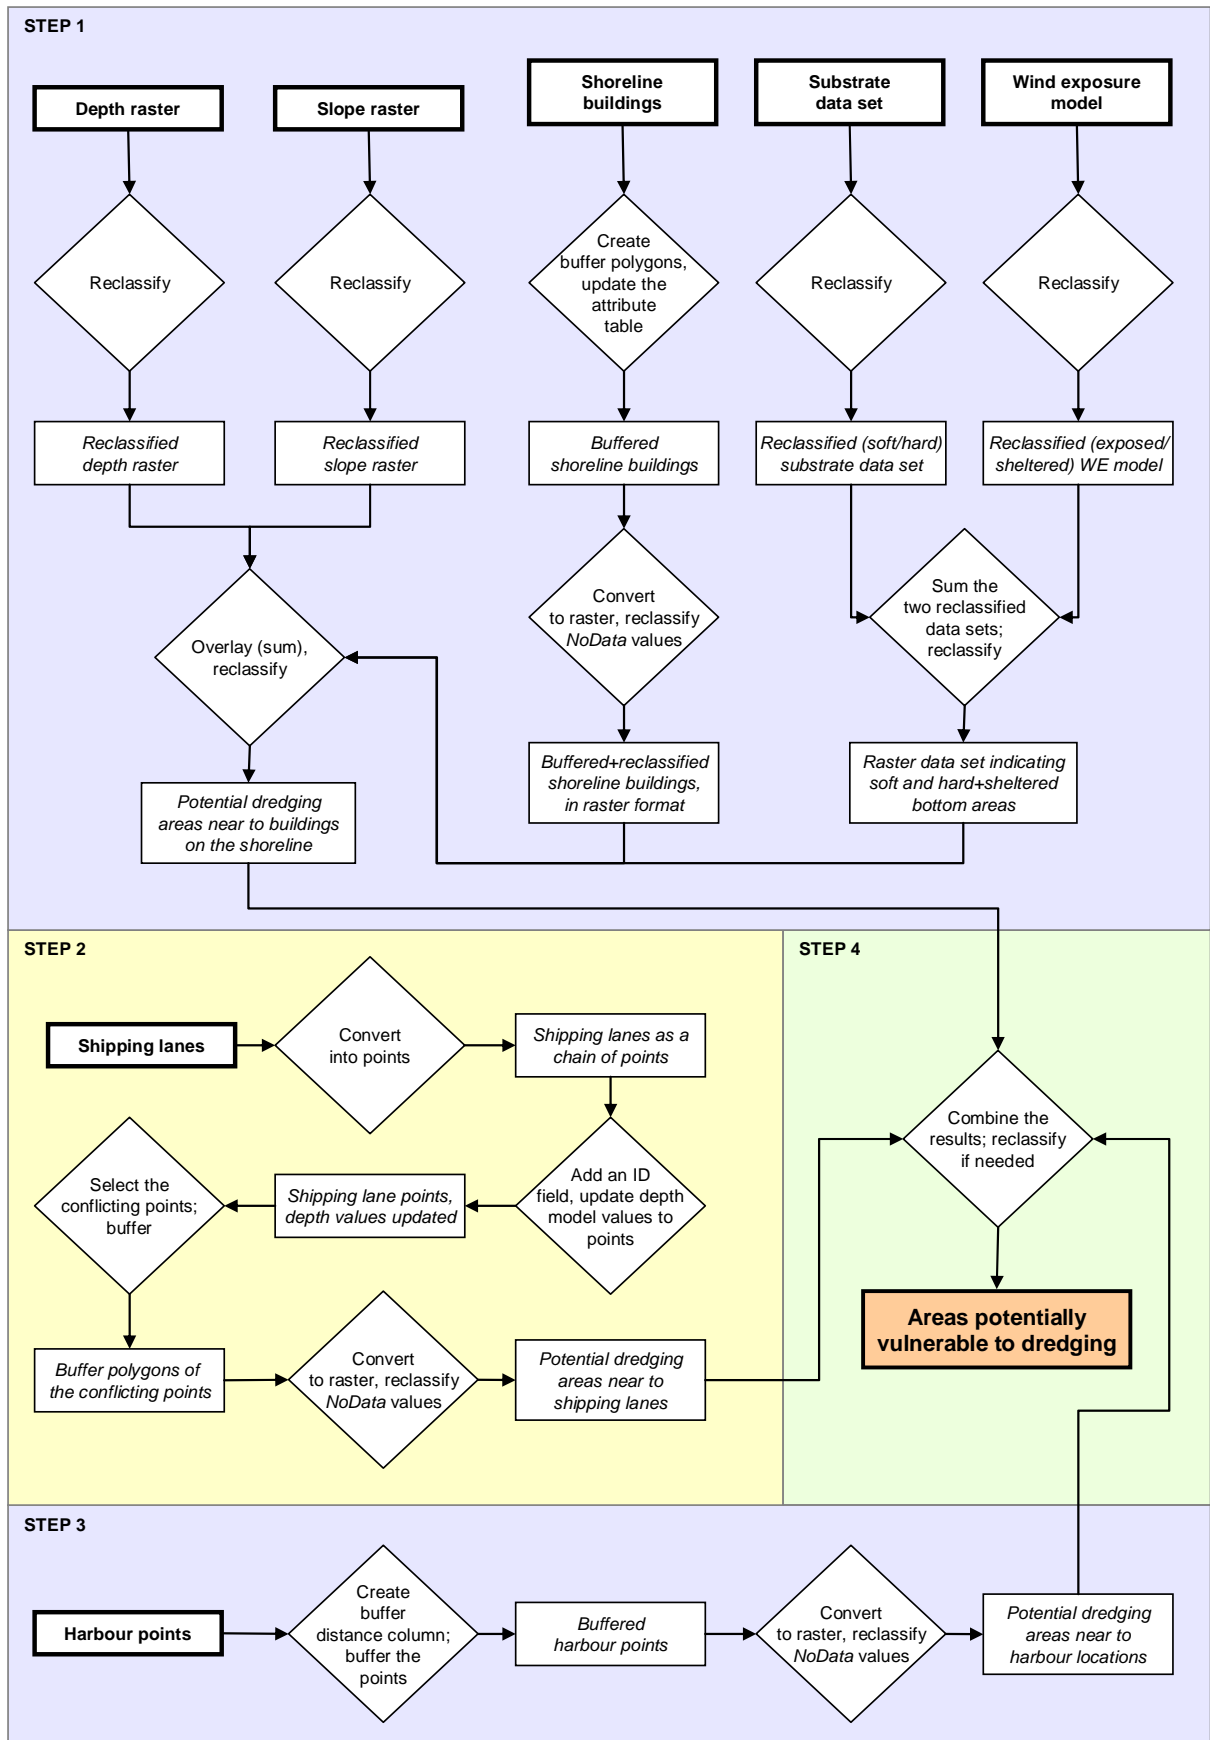 STEP 1
Depth raster
Slope raster
Shoreline
buildings
Substrate
data set
Wind exposure
model
Reclassify
Reclassify
Create
buffer polygons,
update the
attribute
table
Reclassify
Reclassify
Reclassified
depth raster
Reclassified
slope raster
Buffered
shoreline buildings
Reclassified (soft/hard)
substrate data set
Reclassified (exposed/
sheltered) WE model
Overlay (sum),
reclassify
Convert
to raster, reclassify
NoData values
Sum the
two reclassified
data sets;
reclassify
Potential dredging
areas near to buildings
on the shoreline
Buffered+reclassified
shoreline buildings,
in raster format
Raster data set indicating
soft and hard+sheltered
bottom areas
STEP 2
Shipping lanes
Convert
into points
Shipping lanes as a
chain of points
Select the
conflicting points;
buffer
Shipping lane points,
depth values updated
Add an ID
field, update depth
model values to
points
Buffer polygons of
the conflicting points
Convert
to raster, reclassify
NoData values
Potential dredging
areas near to
shipping lanes
STEP 4
Combine the
results; reclassify
if needed
Areas potentially
vulnerable to dredging
STEP 3
Harbour points
Create
buffer
distance column;
buffer the
points
Buffered
harbour points
Convert
to raster, reclassify
NoData values
Potential dredging
areas near to
harbour locations